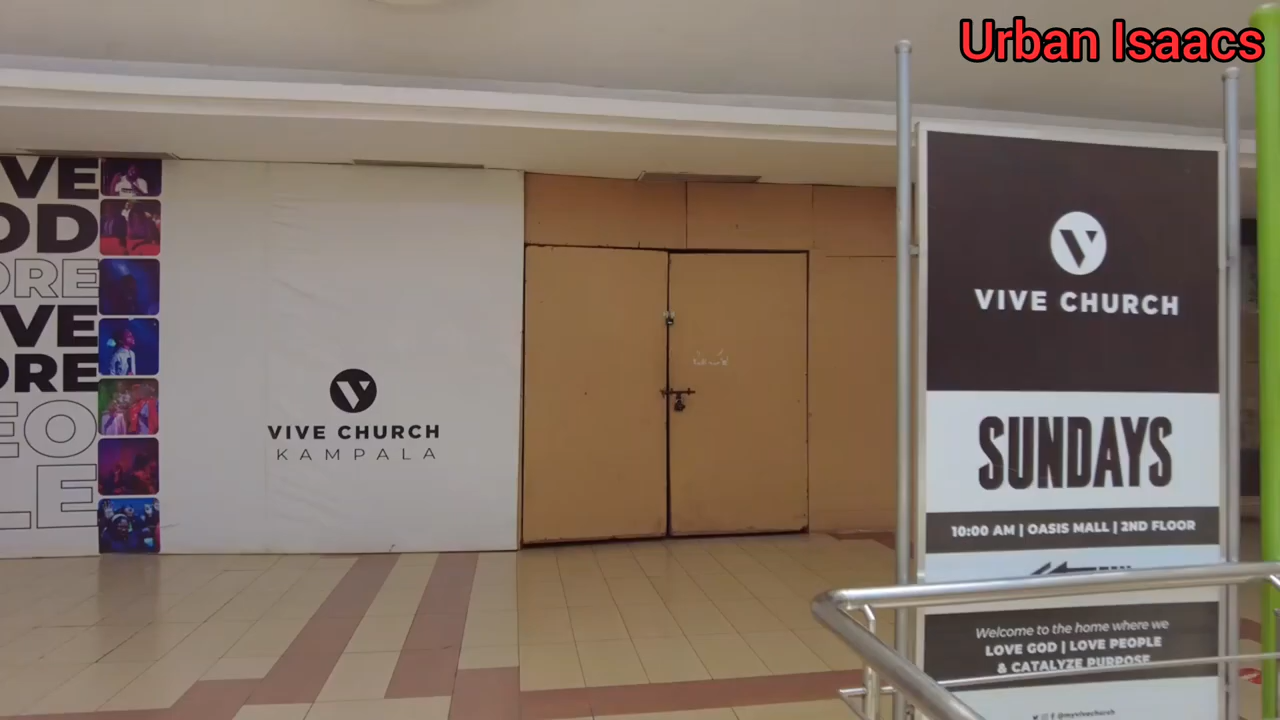 Urban Isaacs
VE
OD
ORE
VE
ORE
EO
LE
VIVE CHURCH
KAMPALA
VIVE CHURCH
SUNDAYS
10:00 AM | OASIS MALL | 2ND FLOOR
Welcome to the home where we
LOVE GOD | LOVE PEOPLE
& CATALYZE PURPOSE
@myvivechurch